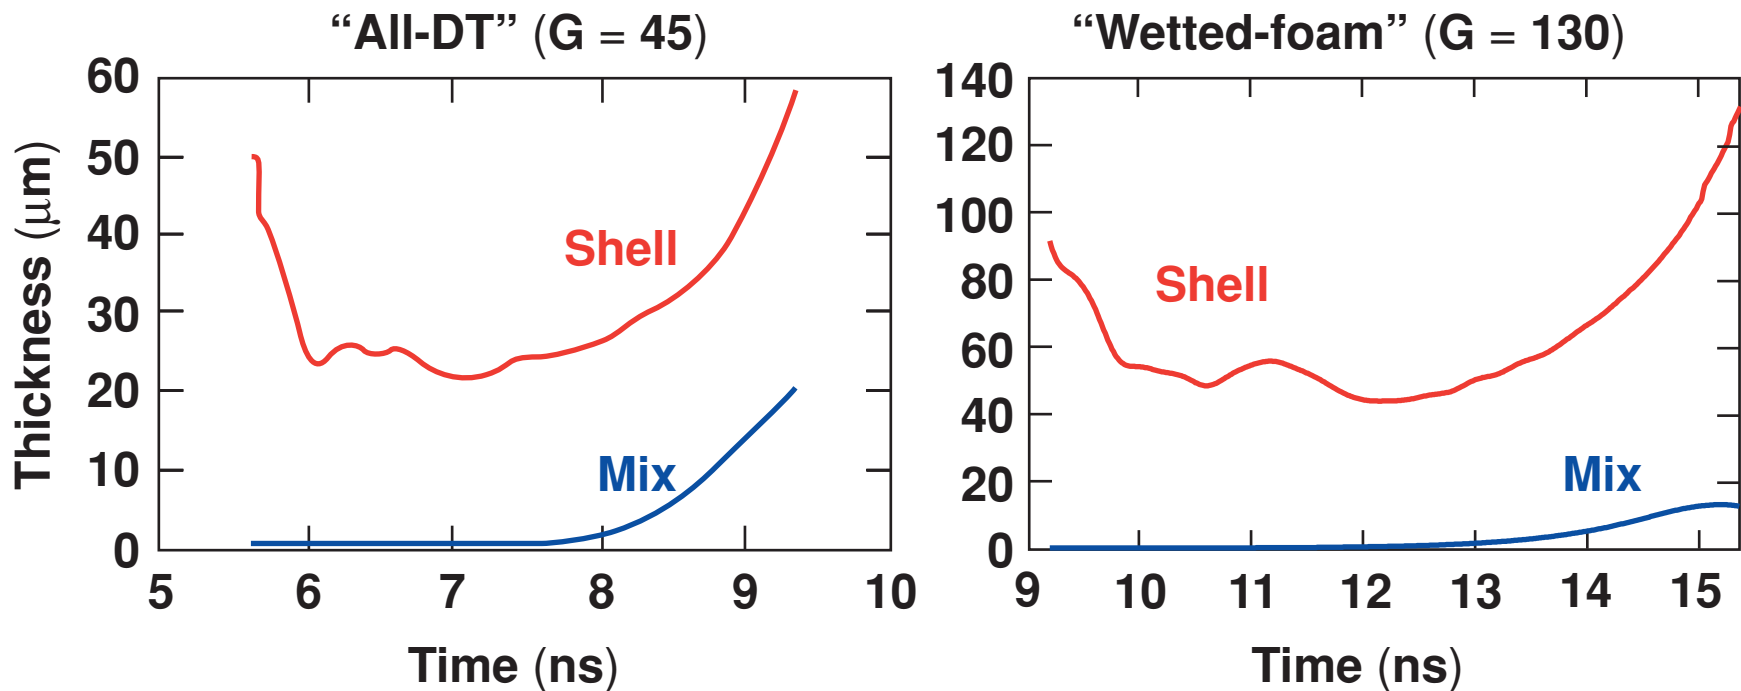 “All-DT” (G = 45)
“Wetted-foam” (G = 130)
Thickness (μm)
60
50
40
30
20
10
0
Shell
Mix
5 6 7 8 9 10
Time (ns)
140
120
100
80
60
40
20
0
Shell
Mix
9 10 11 12 13 14 15
Time (ns)